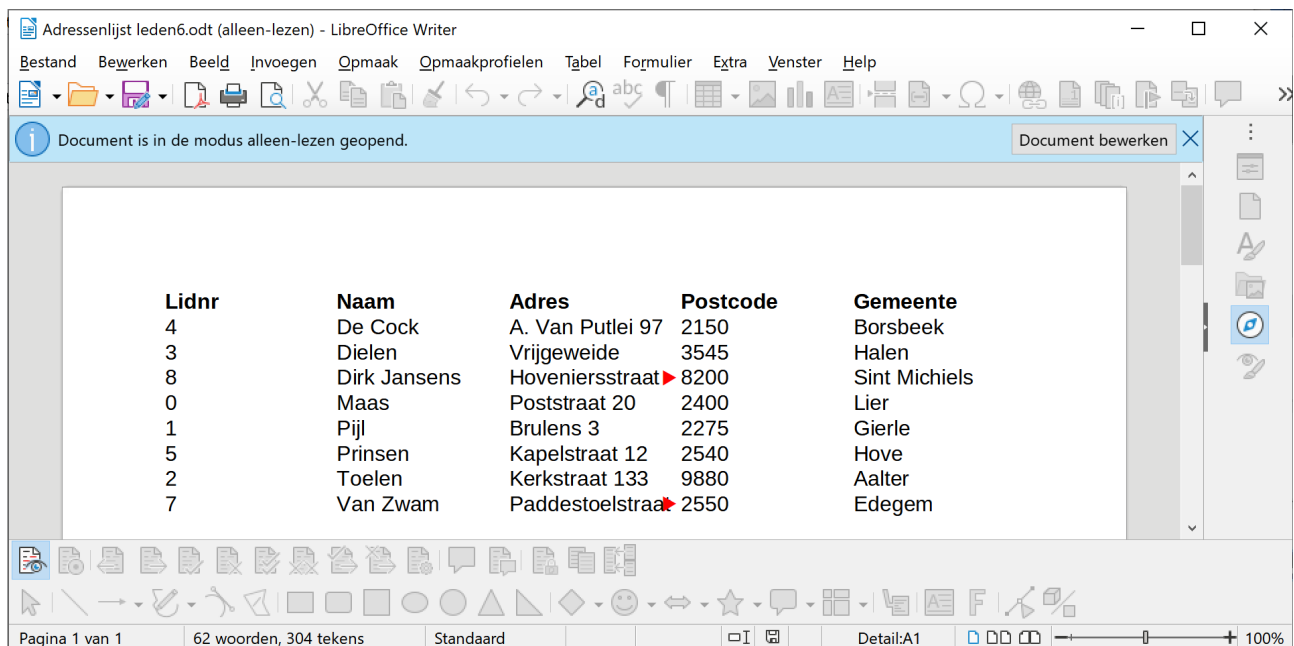 Adressenlijst leden6.odt (alleen-lezen) - LibreOffice Writer
Bestand Bewerken Beeld Invoegen Opmaak Opmaakprofielen Tabel Formulier Extra Venster Help
Document is in de modus alleen-lezen geopend. Document bewerken
Lidnr Naam Adres Postcode Gemeente
4 De Cock A. Van Putlei 97 2150 Borsbeek
3 Dielen Vrijgeweide 3545 Halen
8 Dirk Jansens Hoveniersstraat 8200 Sint Michiels
0 Maas Poststraat 20 2400 Lier
1 Pijl Brulens 3 2275 Gierle
5 Prinsen Kapelstraat 12 2540 Hove
2 Toelen Kerkstraat 133 9880 Aalter
7 Van Zwam Paddestoelstraat 2550 Edegem
Pagina 1 van 1 62 woorden, 304 tekens Standaard Detail:A1 100%